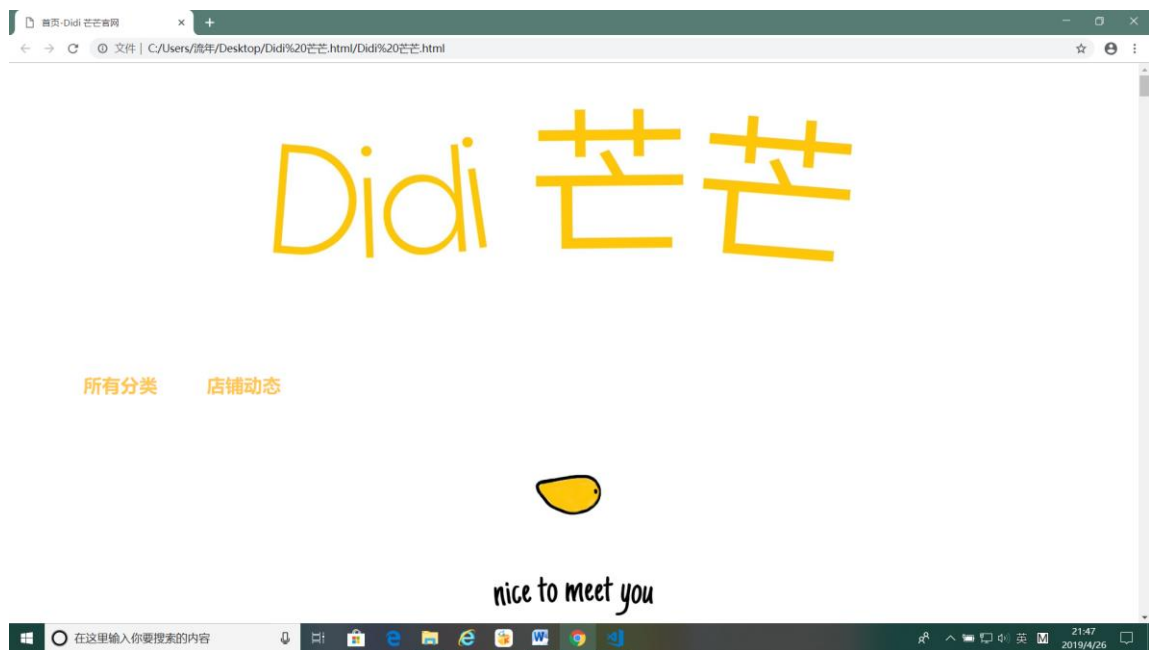 首页-Didi 芒芒官网
文件 | C:/Users/流年/Desktop/Didi%20芒芒.html/Didi%20芒芒.html
Didi 芒芒
所有分类 店铺动态
nice to meet you
在这里输入你要搜索的内容
英 M 21:47
2019/4/26